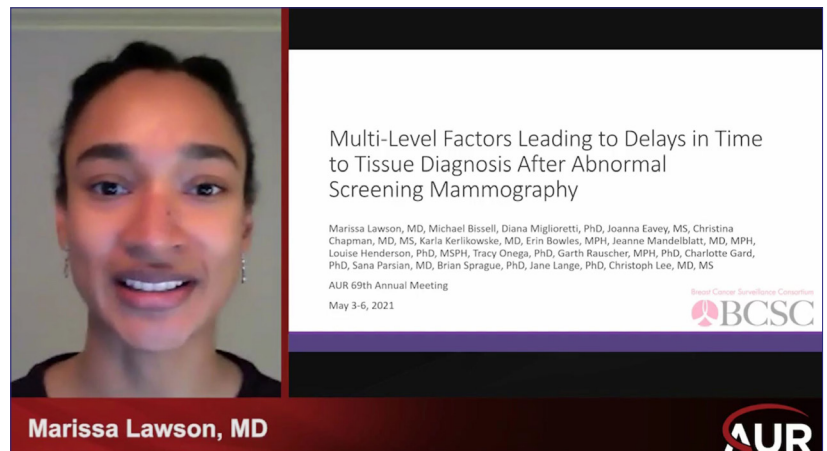 Multi-Level Factors Leading to Delays in Time
to Tissue Diagnosis After Abnormal
Screening Mammography
Marissa Lawson, MD, Michael Bissell, Diana Miglioretti, PhD, Joanna Eavey, MS, Christina
Chapman, MD, MS, Karla Kerlikowske, MD, Erin Bowles, MPH, Jeanne Mandelblatt, MD, MPH,
Louise Henderson, PhD, MSPH, Tracy Onega, PhD, Garth Rauscher, MPH, PhD, Charlotte Gard,
PhD, Sana Parsian, MD, Brian Sprague, PhD, Jane Lange, PhD, Christoph Lee, MD, MS
AUR 69th Annual Meeting
May 3-6, 2021
Breast Cancer Surveillance Consortium
BCSC
Marissa Lawson, MD
AUR